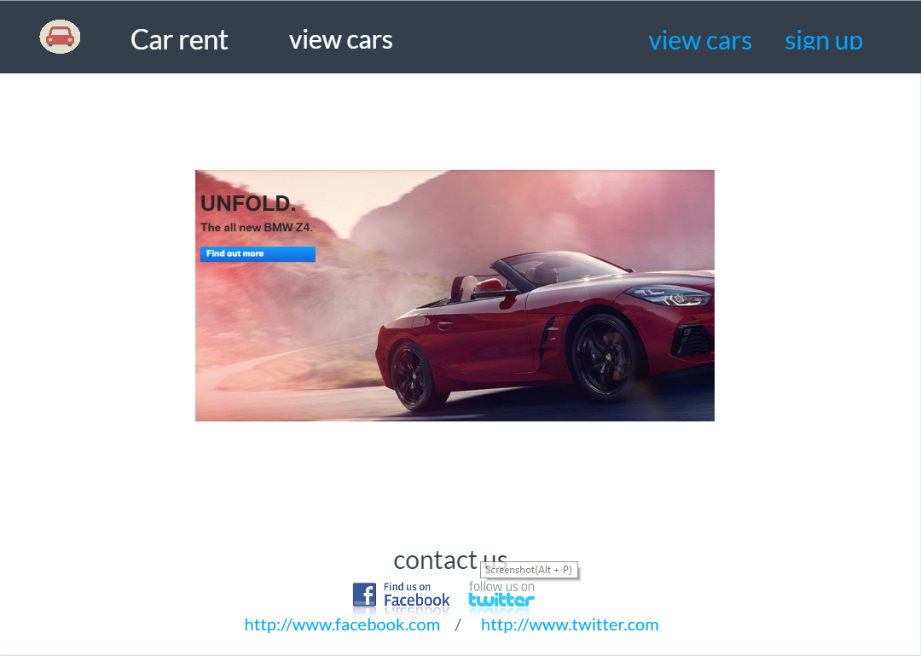 Car rent view cars view cars sign up
UNFOLD.
The all new BMW Z4.
Find out more
contact us
Screenshot(Alt + P)
Find us on
Facebook
follow us on
twitter
http://www.facebook.com / http://www.twitter.com